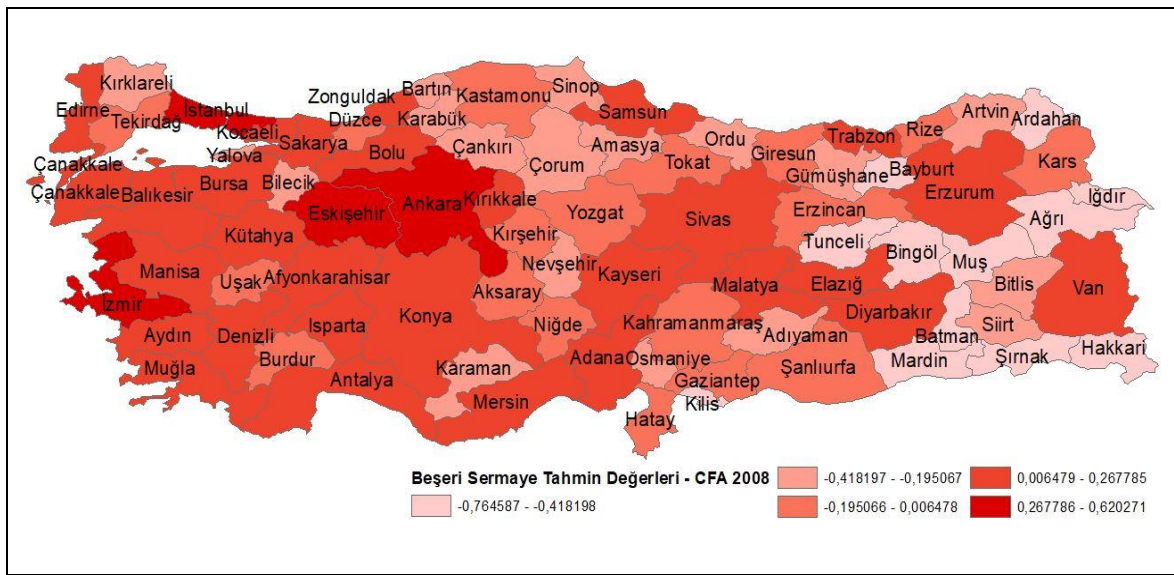 Kırklareli
Edirne
Tekirdağ
İstanbul
Kocaeli
Yalova
Sakarya
Zonguldak
Düzce
Bartın
Karabük
Kastamonu
Sinop
Samsun
Bolu
Çankırı
Çorum
Amasya
Ordu
Tokat
Giresun
Gümüşhane
Trabzon
Rize
Artvin
Ardahan
Bayburt
Kars
Erzurum
Iğdır
Ağrı
Çanakkale
Çanakkale
Balıkesir
Bursa
Bilecik
Eskişehir
Ankara
Kırıkkale
Yozgat
Sivas
Erzincan
Tunceli
Bingöl
Muş
Kütahya
Kırşehir
Nevşehir
Kayseri
Malatya
Elazığ
Bitlis
Van
Manisa
Uşak
Afyonkarahisar
Aksaray
Diyarbakır
İzmir
Konya
Niğde
Kahramanmaraş
Adıyaman
Batman
Siirt
Aydın
Denizli
Isparta
Burdur
Adana
Osmaniye
Gaziantep
Şanlıurfa
Mardin
Şırnak
Hakkari
Muğla
Antalya
Karaman
Mersin
Kilis
Hatay
Beşeri Sermaye Tahmin Değerleri - CFA 2008
-0,764587 - -0,418198
-0,418197 - -0,195067
-0,195066 - 0,006478
0,006479 - 0,267785
0,267786 - 0,620271